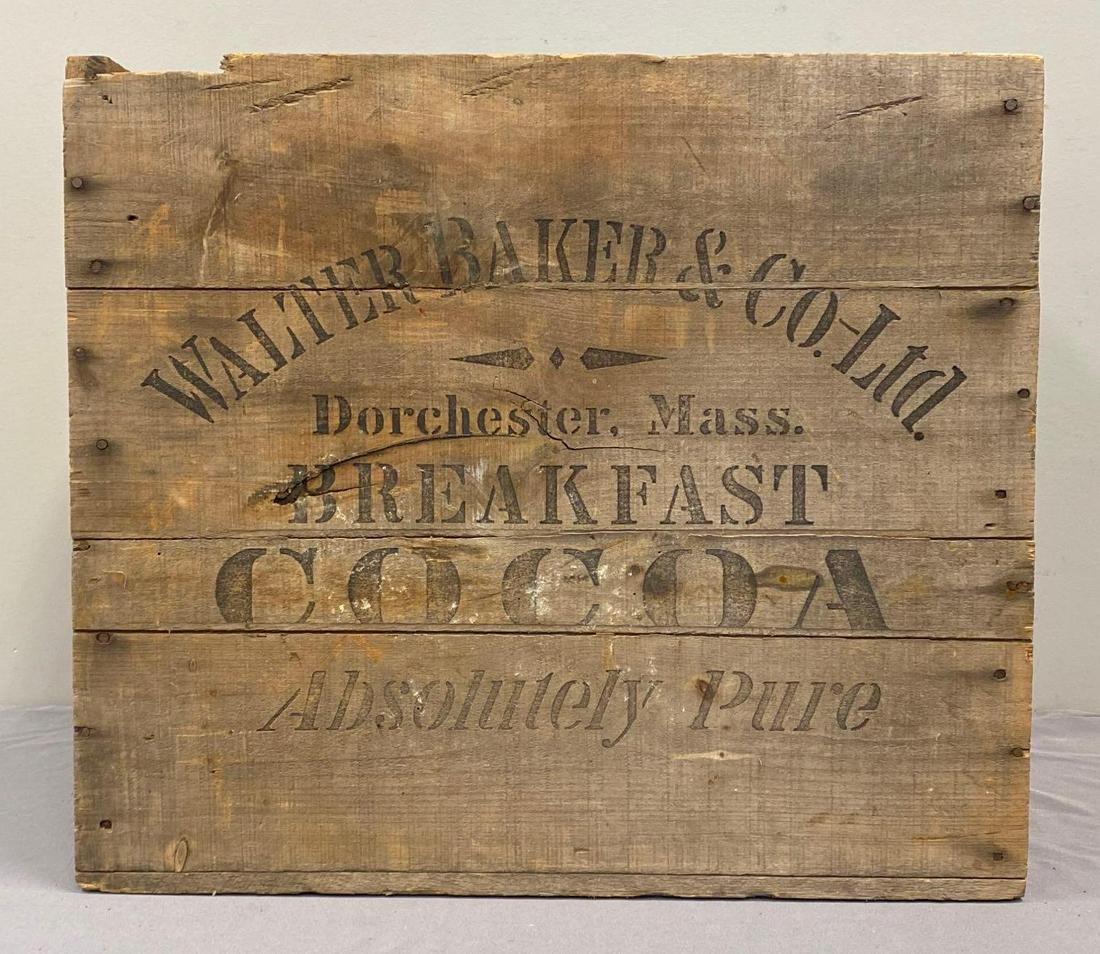 WALTER BAKER & CO.-Ltd.
Dorchester, Mass.
BREAKFAST
COCOA
Absolutely Pure